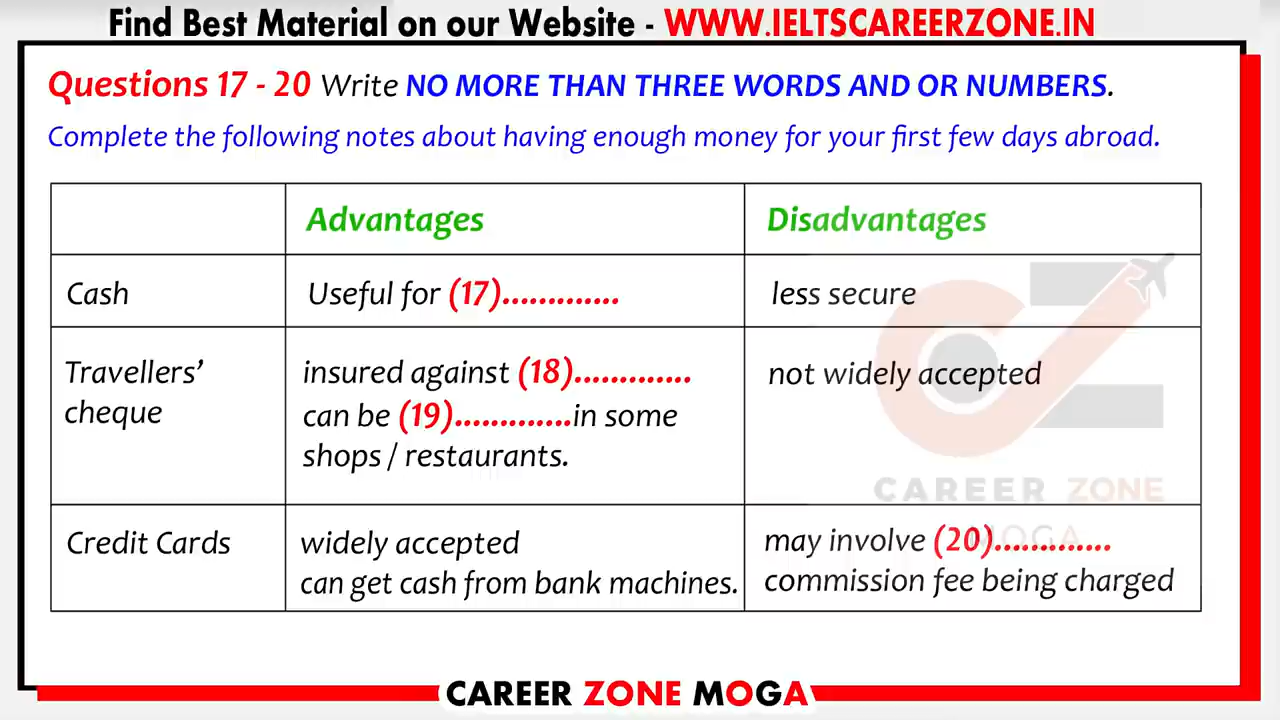 Find Best Material on our Website - WWW.IELTSCAREERZONE.IN
Questions 17 - 20 Write NO MORE THAN THREE WORDS AND OR NUMBERS.
Complete the following notes about having enough money for your first few days abroad.
Advantages
Disadvantages
Cash
Useful for (17).............
less secure
Travellers’
cheque
insured against (18).............
can be (19).............in some
shops / restaurants.
not widely accepted
Credit Cards
widely accepted
can get cash from bank machines.
may involve (20).............
commission fee being charged
CAREER ZONE
MOGA
CAREER ZONE MOGA